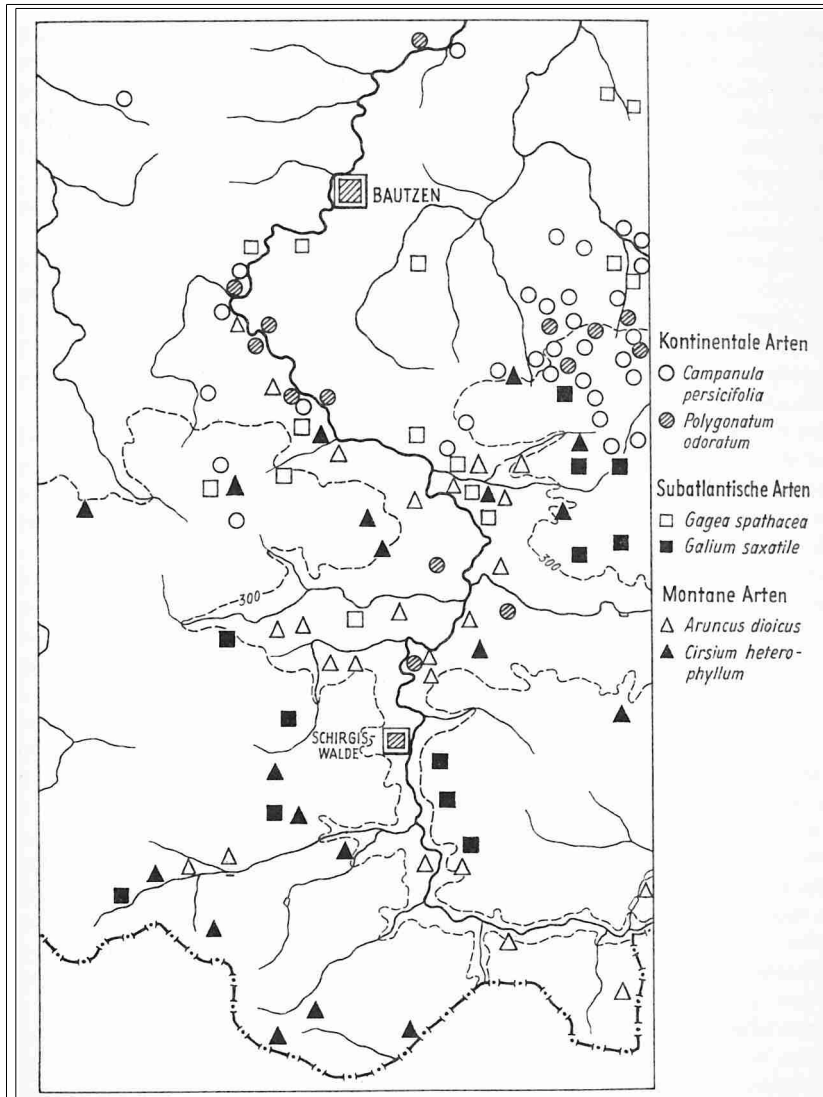 BAUTZEN
300
300
SCHIRGIS-
WALDE
Kontinentale Arten
Campanula
persicifolia
Polygonatum
odoratum
Subatlantische Arten
Gagea spathacea
Galium saxatile
Montane Arten
Aruncus dioicus
Cirsium hetero-
phyllum